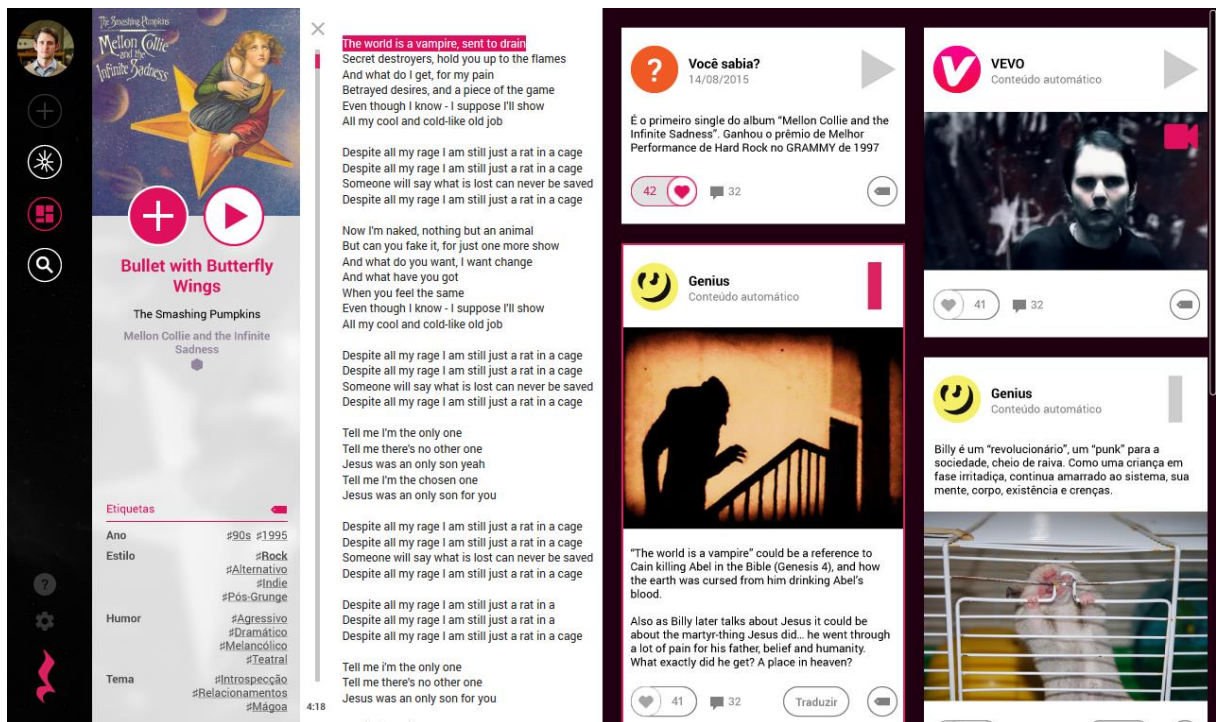 The Smashing Pumpkins
Mellon Collie
and the
Infinite Sadness
Bullet with Butterfly
Wings
The Smashing Pumpkins
Mellon Collie and the Infinite
Sadness
Etiquetas
Ano
♯90s ♯1995
Estilo
♯Rock
♯Alternativo
♯Indie
♯Pós-Grunge
Humor
♯Agressivo
♯Dramático
♯Melancólico
♯Teatral
Tema
♯Introspecção
♯Relacionamentos
♯Mágoa
The world is a vampire, sent to drain
Secret destroyers, hold you up to the flames
And what do I get, for my pain
Betrayed desires, and a piece of the game
Even though I know - I suppose I'll show
All my cool and cold-like old job
Despite all my rage I am still just a rat in a cage
Despite all my rage I am still just a rat in a cage
Someone will say what is lost can never be saved
Despite all my rage I am still just a rat in a cage
Now I'm naked, nothing but an animal
But can you fake it, for just one more show
And what do you want, I want change
And what have you got
When you feel the same
Even though I know - I suppose I'll show
All my cool and cold-like old job
Despite all my rage I am still just a rat in a cage
Despite all my rage I am still just a rat in a cage
Someone will say what is lost can never be saved
Despite all my rage I am still just a rat in a cage
Tell me I'm the only one
Tell me there's no other one
Jesus was an only son yeah
Tell me I'm the chosen one
Jesus was an only son for you
Despite all my rage I am still just a rat in a cage
Despite all my rage I am still just a rat in a cage
Someone will say what is lost can never be saved
Despite all my rage I am still just a rat in a cage
Despite all my rage I am still just a rat in a
Despite all my rage I am still just a rat in a
Despite all my rage I am still just a rat in a cage
Tell me i'm the only one
Tell me there's no other one
Jesus was an only son for you
4:18
Você sabia?
14/08/2015
É o primeiro single do album “Mellon Collie and the
Infinite Sadness”. Ganhou o prêmio de Melhor
Performance de Hard Rock no GRAMMY de 1997
42
32
Genius
Conteúdo automático
“The world is a vampire” could be a reference to
Cain killing Abel in the Bible (Genesis 4), and how
the earth was cursed from him drinking Abel’s
blood.
Also as Billy later talks about Jesus it could be
about the martyr-thing Jesus did... he went through
a lot of pain for his father, belief and humanity.
What exactly did he get? A place in heaven?
41
32
Traduzir
VEVO
Conteúdo automático
41
32
Genius
Conteúdo automático
Billy é um “revolucionário”, um “punk” para a
sociedade, cheio de raiva. Como uma criança em
fase irritadiça, continua amarrado ao sistema, sua
mente, corpo, existência e crenças.